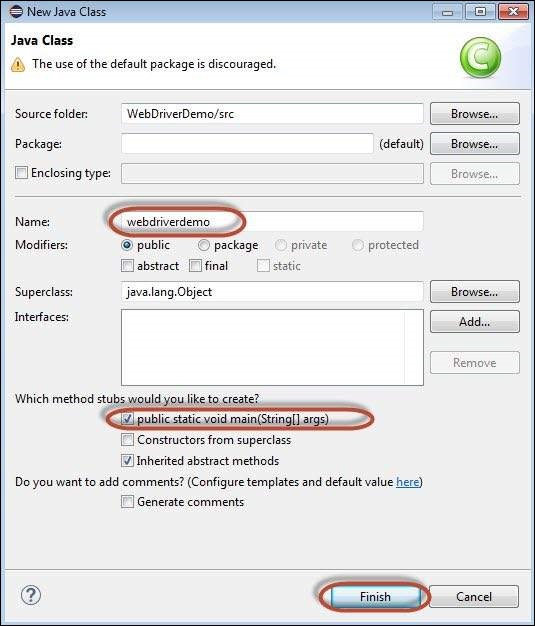 New Java Class
Java Class
The use of the default package is discouraged.
Source folder: WebDriverDemo/src Browse...
Package: (default) Browse...
Enclosing type: Browse...
Name: webdriverdemo
Modifiers: public package private protected
abstract final static
Superclass: java.lang.Object Browse...
Interfaces: Add...
Remove
Which method stubs would you like to create?
public static void main(String[] args)
Constructors from superclass
Inherited abstract methods
Do you want to add comments? (Configure templates and default value here)
Generate comments
? Finish Cancel